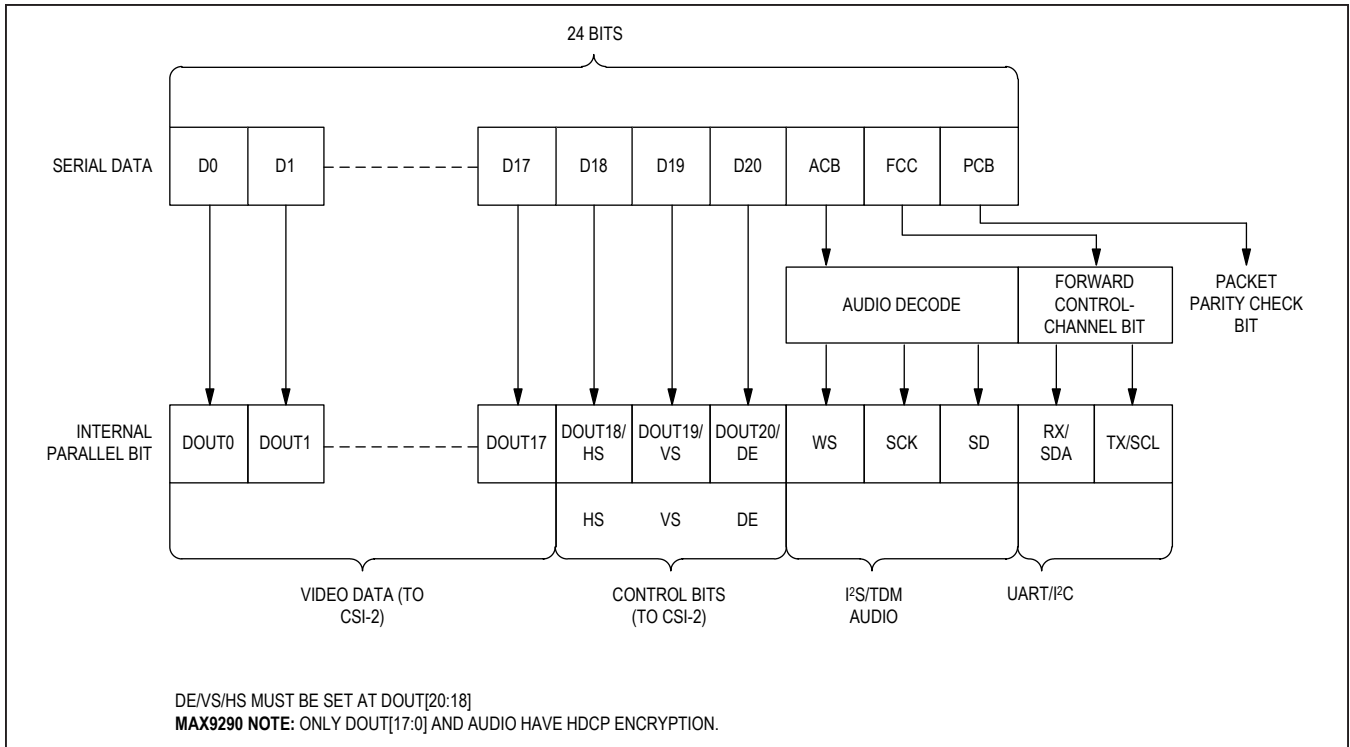 24 BITS
SERIAL DATA
D0
D1
D17
D18
D19
D20
ACB
FCC
PCB
AUDIO DECODE
FORWARD
CONTROL-
CHANNEL BIT
PACKET
PARITY CHECK
BIT
INTERNAL
PARALLEL BIT
DOUT0
DOUT1
DOUT17
DOUT18/
HS
DOUT19/
VS
DOUT20/
DE
WS
SCK
SD
RX/
SDA
TX/SCL
HS
VS
DE
VIDEO DATA (TO
CSI-2)
CONTROL BITS
(TO CSI-2)
I²S/TDM
AUDIO
UART/I²C
DE/VS/HS MUST BE SET AT DOUT[20:18]
MAX9290 NOTE: ONLY DOUT[17:0] AND AUDIO HAVE HDCP ENCRYPTION.